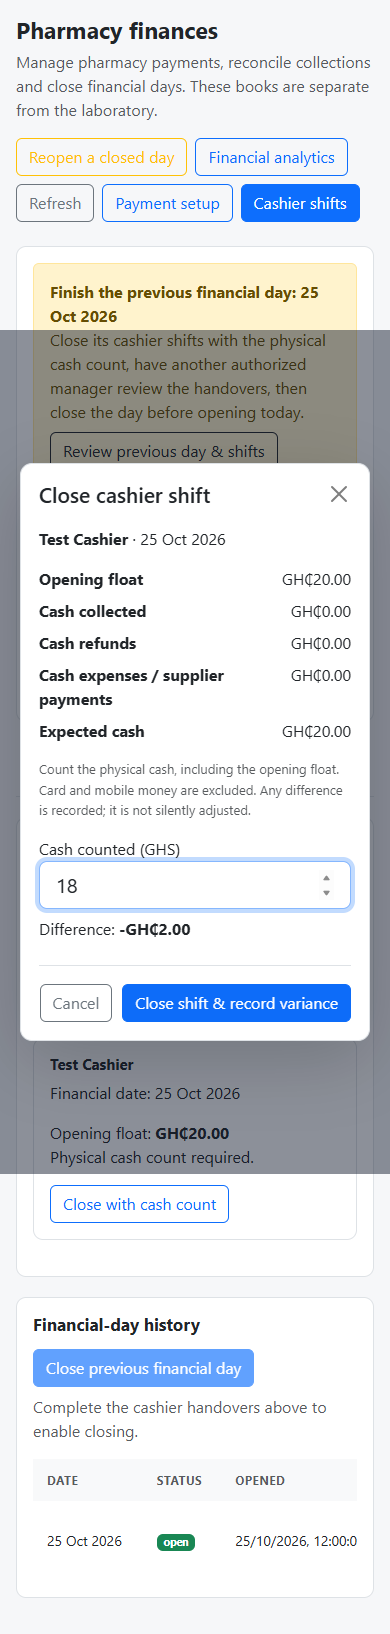 Pharmacy finances
Manage pharmacy payments, reconcile collections
and close financial days. These books are separate
from the laboratory.
Reopen a closed day
Financial analytics
Refresh
Payment setup
Cashier shifts
Finish the previous financial day: 25
Oct 2026
Close its cashier shifts with the physical
cash count, have another authorized
manager review the handovers, then
close the day before opening today.
Review previous day & shifts
Close cashier shift
Test Cashier · 25 Oct 2026
Opening float GH₵20.00
Cash collected GH₵0.00
Cash refunds GH₵0.00
Cash expenses / supplier GH₵0.00
payments
Expected cash GH₵20.00
Count the physical cash, including the opening float.
Card and mobile money are excluded. Any difference
is recorded; it is not silently adjusted.
Cash counted (GHS)
18
Difference: -GH₵2.00
Cancel
Close shift & record variance
Test Cashier
Financial date: 25 Oct 2026
Opening float: GH₵20.00
Physical cash count required.
Close with cash count
Financial-day history
Close previous financial day
Complete the cashier handovers above to
enable closing.
DATE STATUS OPENED
25 Oct 2026 open 25/10/2026, 12:00:0